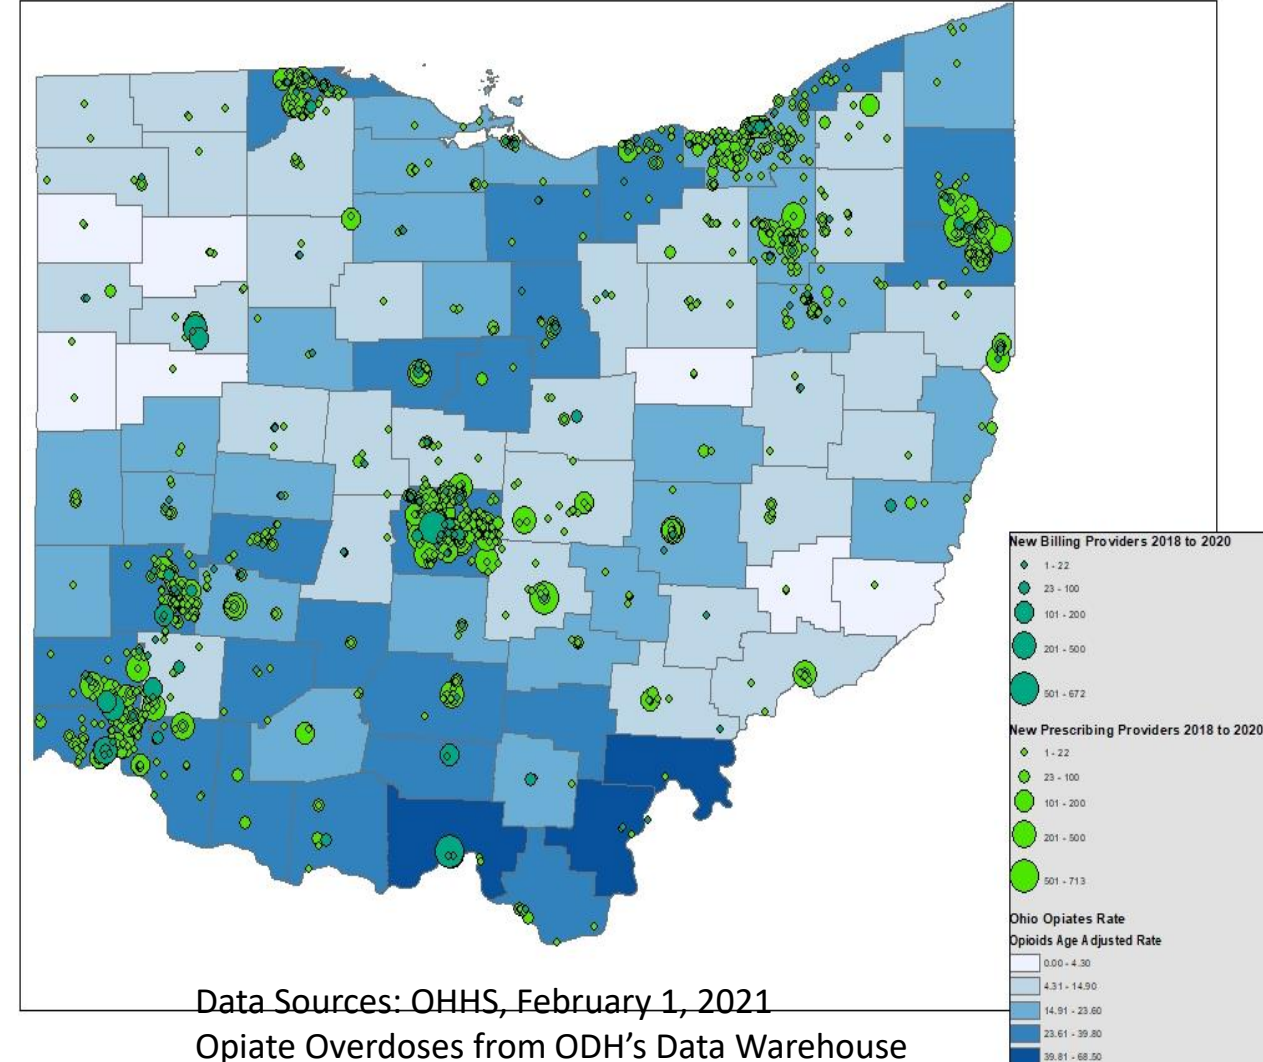 New Billing Providers 2018 to 2020
1 - 22
23 - 100
101 - 200
201 - 500
501 - 672
New Prescribing Providers 2018 to 2020
1 - 22
23 - 100
101 - 200
201 - 500
501 - 713
Ohio Opiates Rate
Opioids Age Adjusted Rate
0.00 - 4.30
4.31 - 14.90
14.91 - 23.60
23.61 - 39.80
39.81 - 68.50
Data Sources: OHHS, February 1, 2021
Opiate Overdoses from ODH’s Data Warehouse